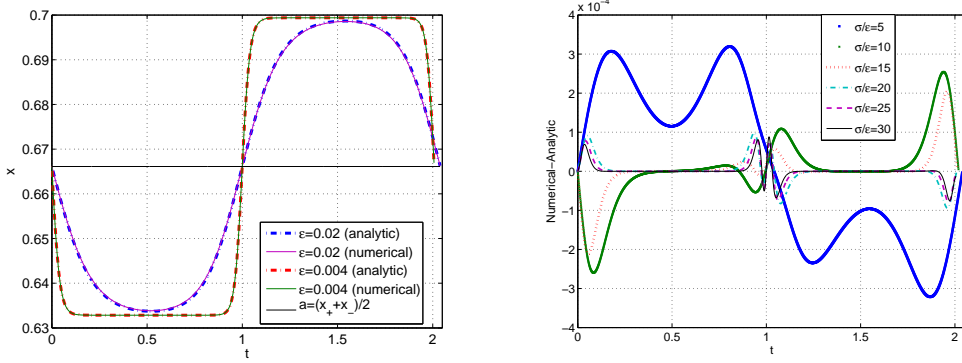 0.7
0.69
0.68
0.67
0.66
0.65
0.64
0.63
x
0
0.5
1
1.5
2
t
ε=0.02 (analytic)
ε=0.02 (numerical)
ε=0.004 (analytic)
ε=0.004 (numerical)
a=(x₊+x₋)/2
x 10⁻⁴
4
3
2
1
0
−1
−2
−3
−4
Numerical−Analytic
0
0.5
1
1.5
2
t
σ/ε=5
σ/ε=10
σ/ε=15
σ/ε=20
σ/ε=25
σ/ε=30